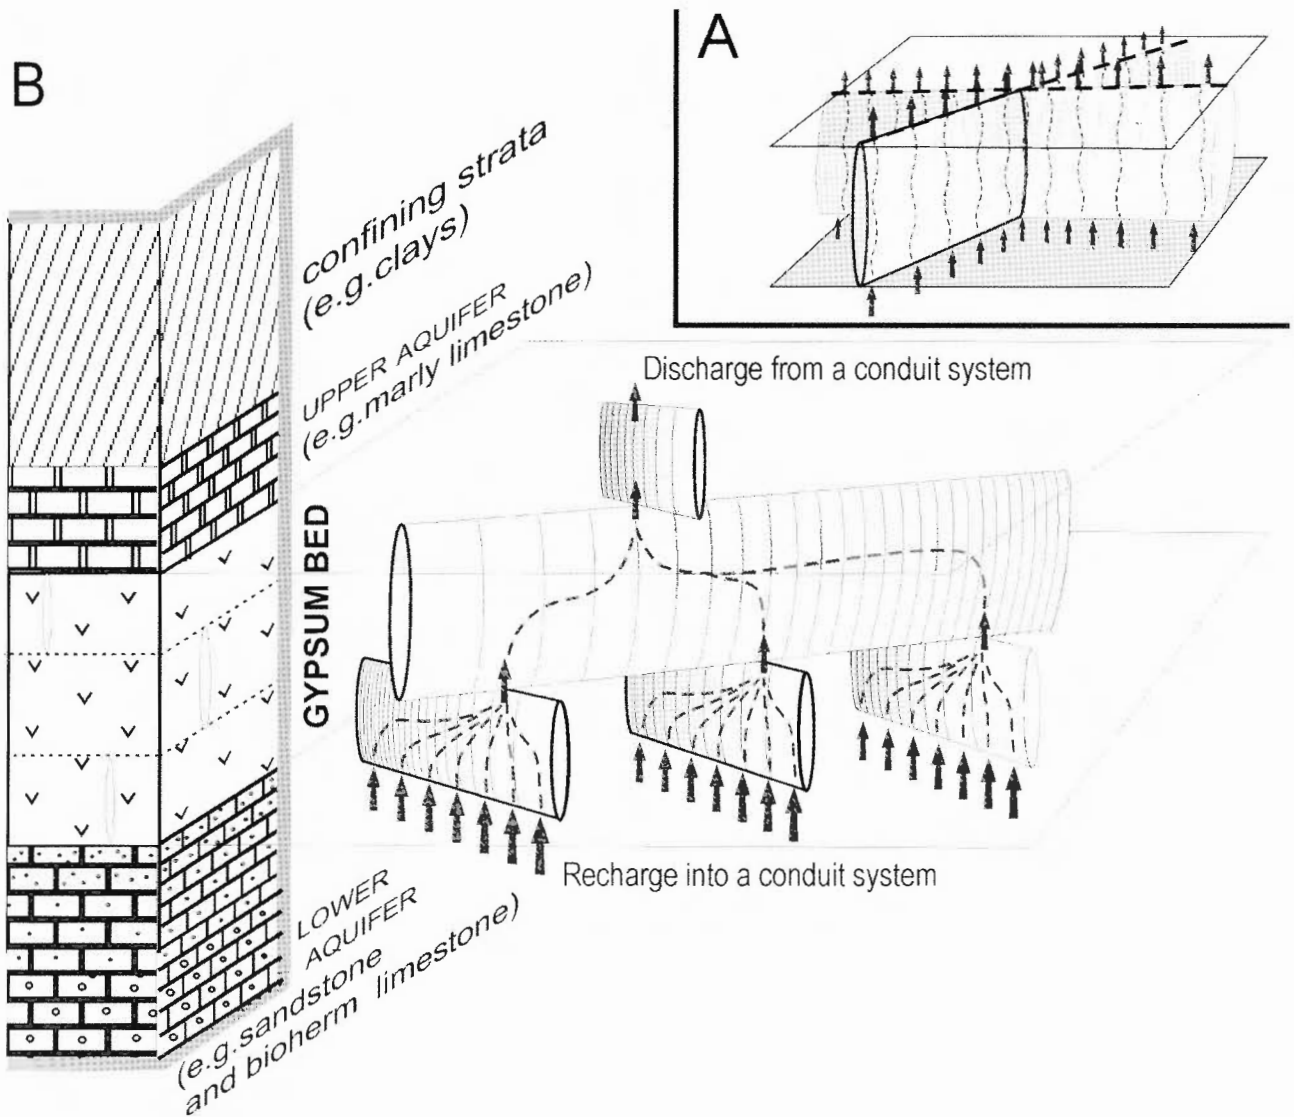 A
B
confining strata
(e.g.clays)
UPPER AQUIFER
(e.g.marly limestone)
Discharge from a conduit system
GYPSUM BED
Recharge into a conduit system
LOWER
AQUIFER
(e.g.sandstone
and bioherm limestone)